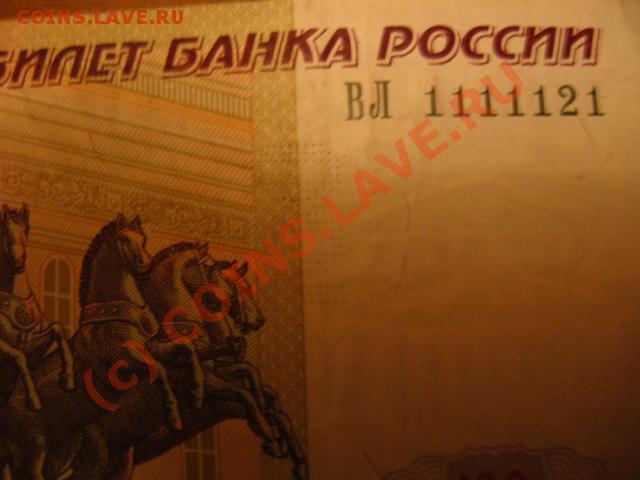 COINS.LAVE.RU
БИЛЕТ БАНКА РОССИИ
ВЛ 1111121
(c) COINS.LAVE.RU